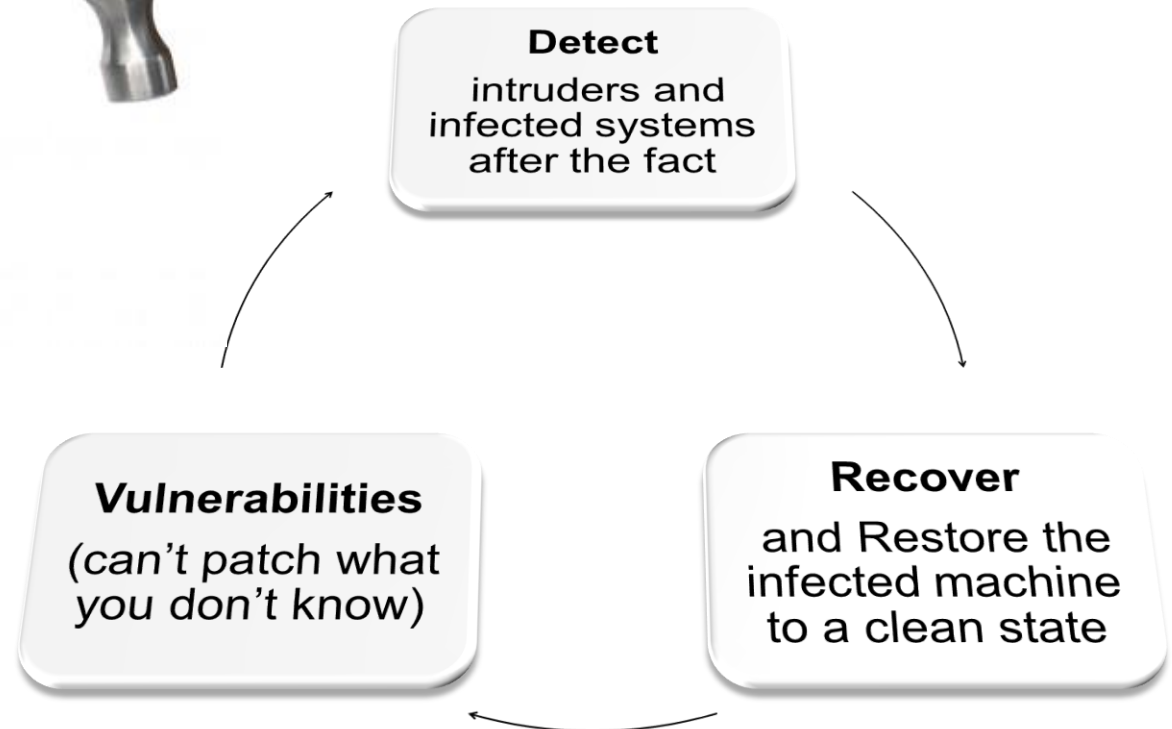 Detect
intruders and
infected systems
after the fact
Vulnerabilities
(can't patch what
you don't know)
Recover
and Restore the
infected machine
to a clean state